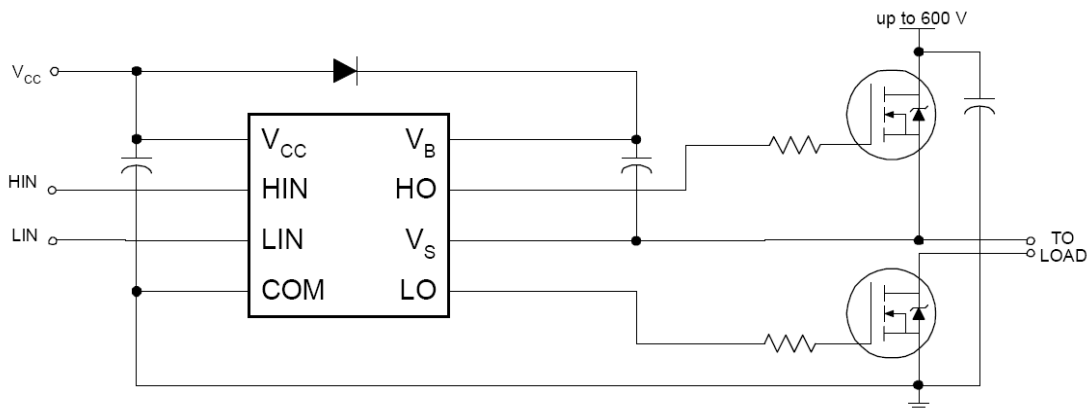 up to 600 V
V_CC
V_CC V_B
HIN HIN HO
LIN LIN V_S
TO
LOAD
COM LO